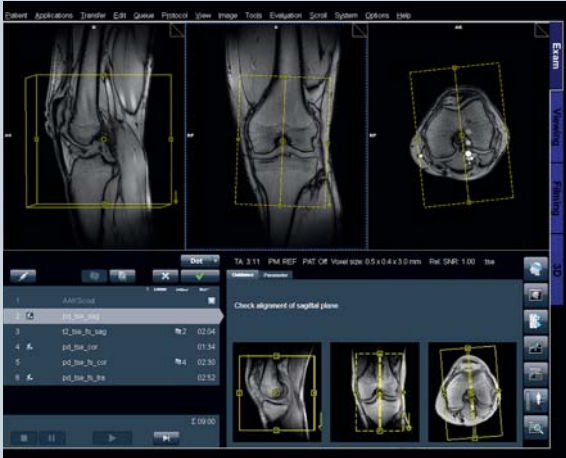 Patient Applications Transfer Edit Queue Protocol View Image Tools Evaluation Scroll System Options Help
Exam
Viewing
Filming
3D
Dot
TA: 3:11 PM: REF PAT: Off Voxel size: 0.5 x 0.4 x 3.0 mm Rel. SNR: 1.00 tse
Guidance Parameter
Check alignment of sagittal plane.
1 AAKScout
2 pd_tse_sag
3 t2_tse_fs_sag 2 02:04
4 pd_tse_cor 01:34
5 pd_tse_fs_cor 4 02:30
6 pd_tse_fs_tra 02:52
Σ 09:00